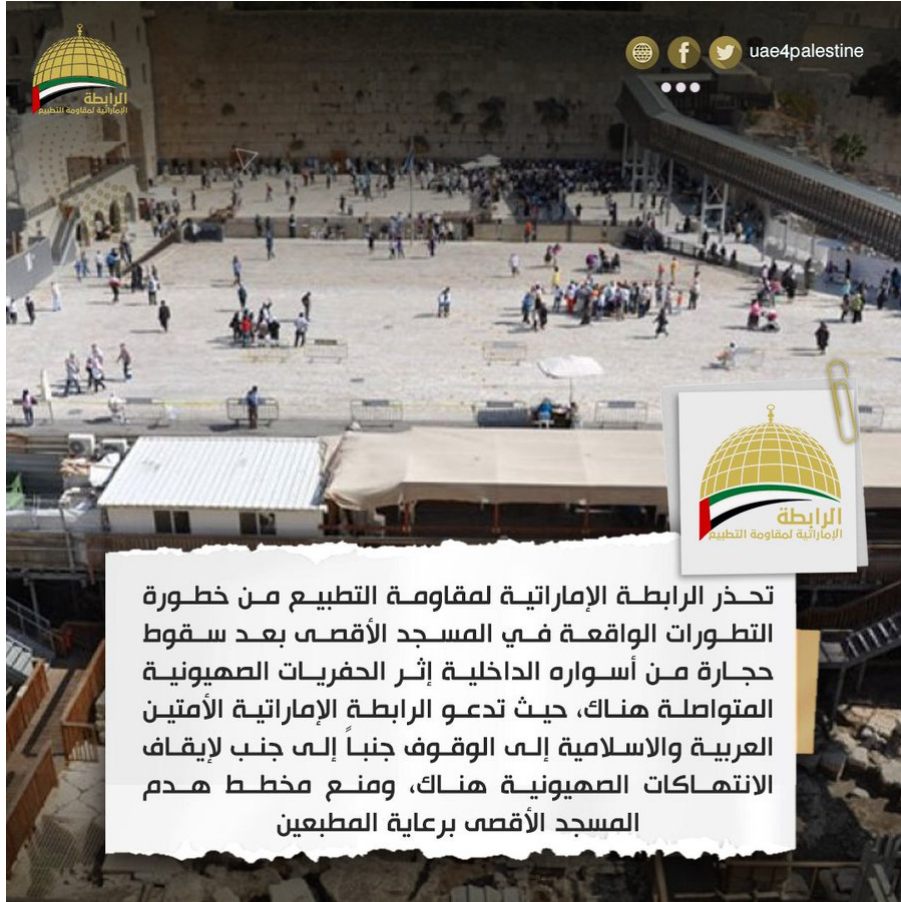 uae4palestine
الرابطة
الإماراتية لمقاومة التطبيع
الرابطة
الإماراتية لمقاومة التطبيع
تحذر الرابطة الإماراتية لمقاومة التطبيع من خطورة
التطورات الواقعة في المسجد الأقصى بعد سقوط
حجارة من أسواره الداخلية إثر الحفريات الصهيونية
المتواصلة هناك، حيث تدعو الرابطة الإماراتية الأمتين
العربية والاسلامية إلى الوقوف جنباً إلى جنب لإيقاف
الانتهاكات الصهيونية هناك، ومنع مخطط هدم
المسجد الأقصى برعاية المطبعين